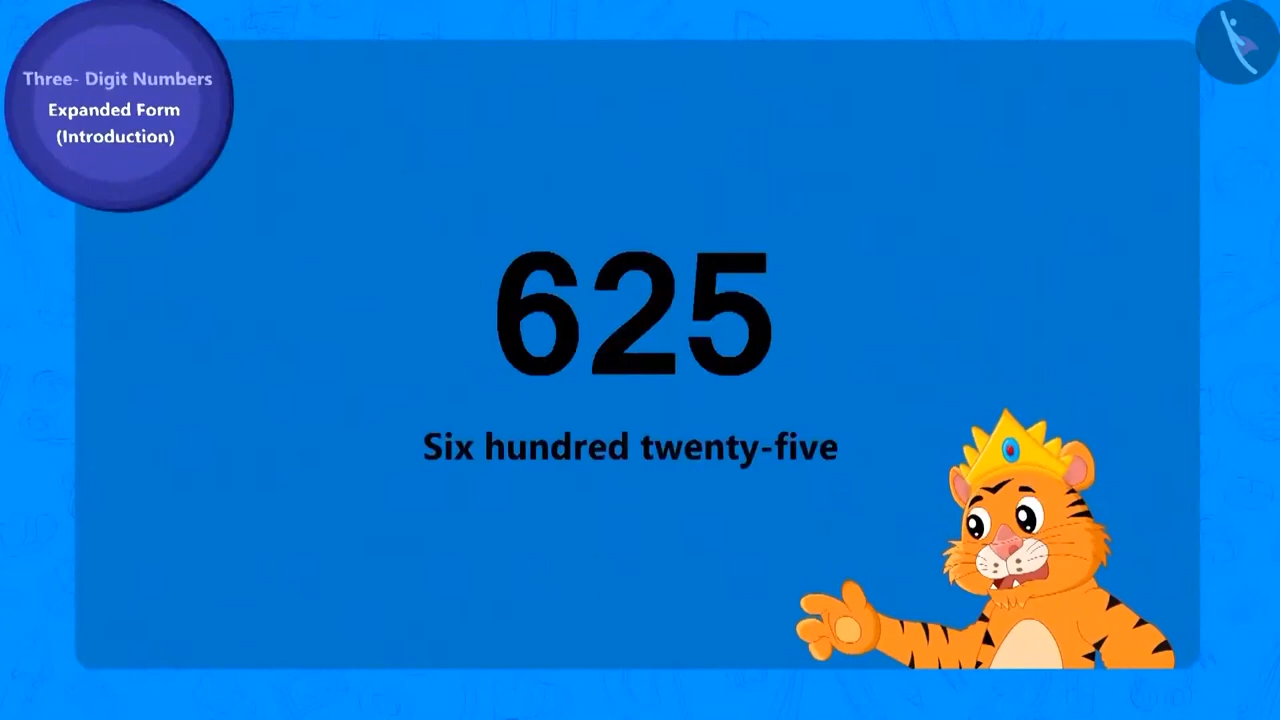 Three- Digit Numbers
Expanded Form
(Introduction)
625
Six hundred twenty-five